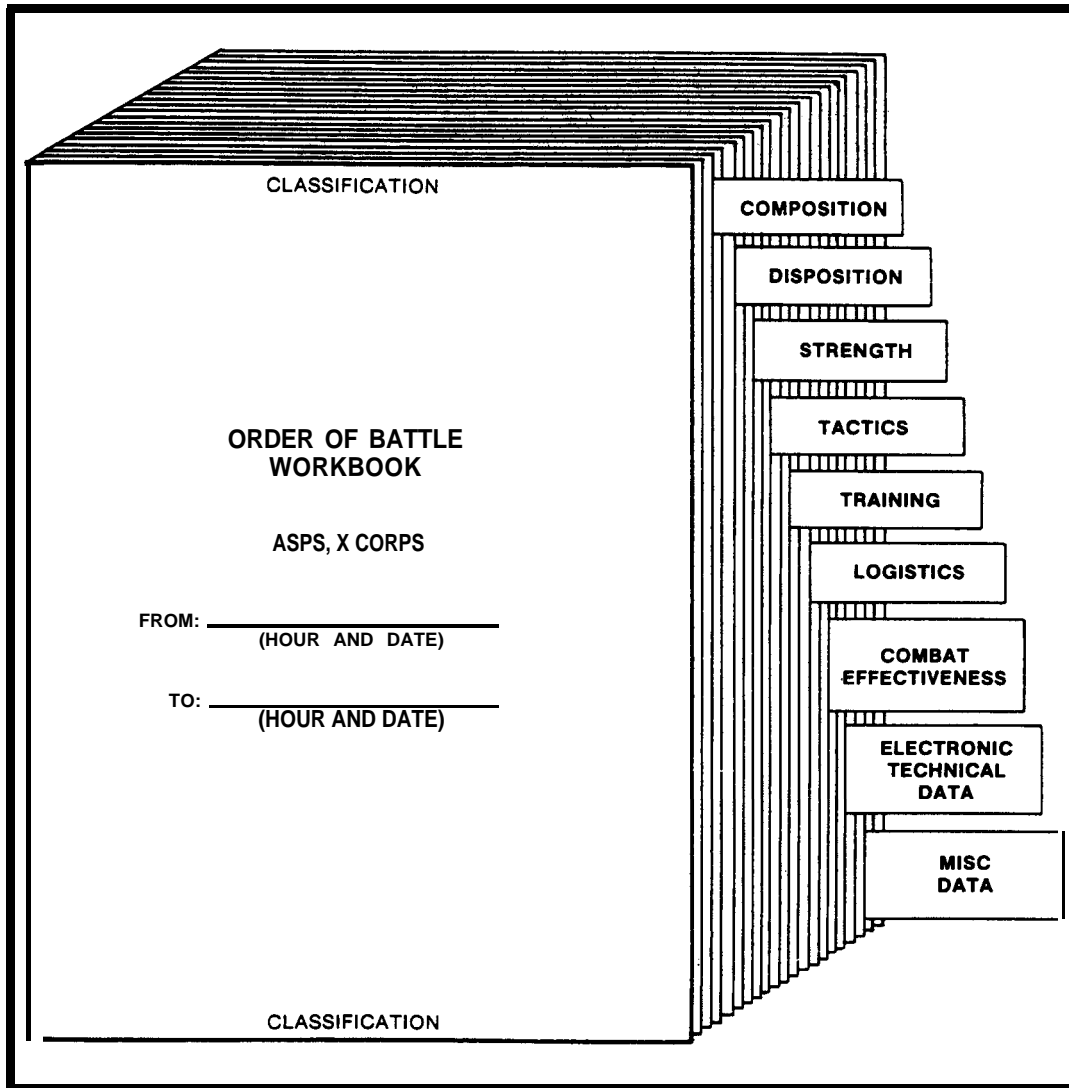 CLASSIFICATION
ORDER OF BATTLE
WORKBOOK
ASPS, X CORPS
FROM:
(HOUR AND DATE)
TO:
(HOUR AND DATE)
CLASSIFICATION
COMPOSITION
DISPOSITION
STRENGTH
TACTICS
TRAINING
LOGISTICS
COMBAT
EFFECTIVENESS
ELECTRONIC
TECHNICAL
DATA
MISC
DATA